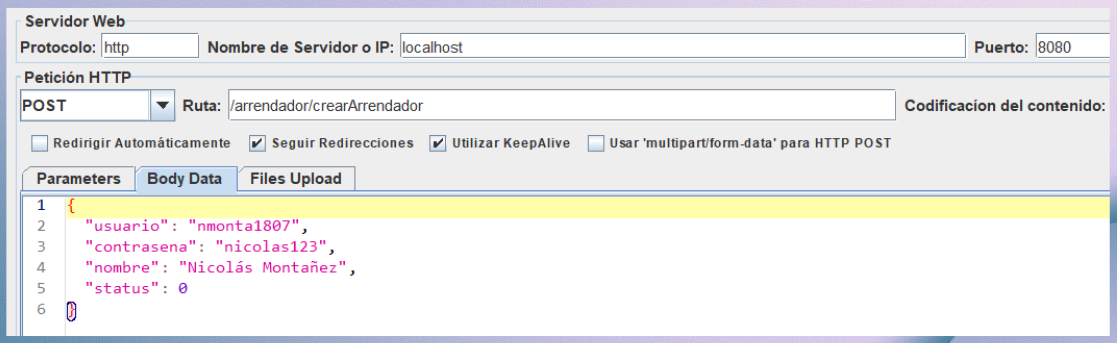 Servidor Web
Protocolo: http Nombre de Servidor o IP: localhost Puerto: 8080
Petición HTTP
POST Ruta: /arrendador/crearArrendador Codificacion del contenido:
Redirigir Automáticamente Seguir Redirecciones Utilizar KeepAlive Usar 'multipart/form-data' para HTTP POST
Parameters Body Data Files Upload
1 {
2 "usuario": "nmonta1807",
3 "contrasena": "nicolas123",
4 "nombre": "Nicolás Montañez",
5 "status": 0
6 }